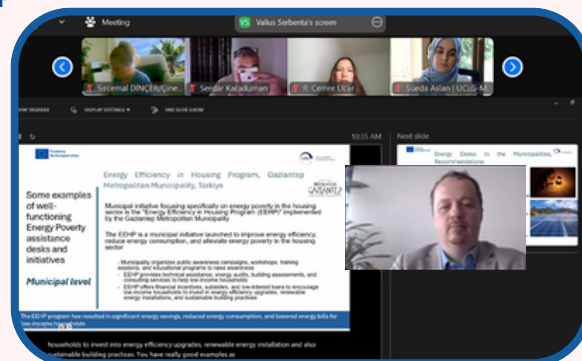 Meeting
VS Valius Serbenta's screen
Sircemal DİNÇER/Çine...
Serdar Karaduman
R. Cemre Ucar
Süeda Aslan | UCLG-M...
DISPLAY SETTINGS
END SLIDE SHOW
10:35 AM
Next slide
Energy Efficiency in Housing Program, Gaziantep
Metropolitan Municipality, Türkiye
GAZİANTEP
Some examples
of well-
functioning
Energy Poverty
assistance
desks and
initiatives
Municipal level
Municipal initiative focusing specifically on energy poverty in the housing
sector is the "Energy Efficiency in Housing Program (EEHP)" implemented
by the Gaziantep Metropolitan Municipality
The EEHP is a municipal initiative launched to improve energy efficiency,
reduce energy consumption, and alleviate energy poverty in the housing
sector
- Municipality organizes public awareness campaigns, workshops, training
sessions, and educational programs to raise awareness
- EEHP provides technical assistance, energy audits, building assessments, and
consulting services to help low-income households
- EEHP offers financial incentives, subsidies, and low-interest loans to encourage
low-income households to invest in energy efficiency upgrades, renewable
energy installations, and sustainable building practices
The EEHP program has resulted in significant energy savings, reduced energy consumption, and lowered energy bills for
low-income households
Energy Desks in the Municipalities,
Recommendations
households to invest into energy efficiency upgrades, renewable energy installation and also
sustainable building practices. You have really good examples as